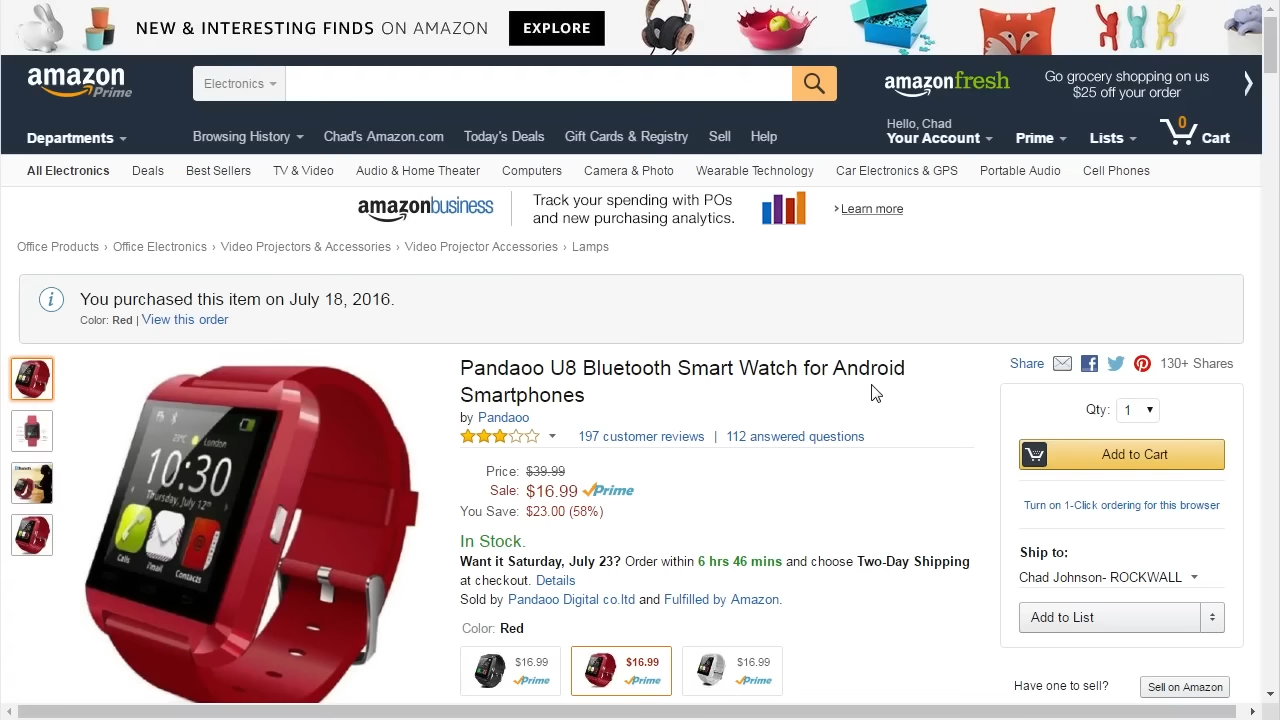 NEW & INTERESTING FINDS ON AMAZON EXPLORE
amazon Prime
Electronics
amazonfresh
Go grocery shopping on us
$25 off your order
Departments
Browsing History
Chad's Amazon.com
Today's Deals
Gift Cards & Registry
Sell
Help
Hello, Chad
Your Account
Prime
Lists
0
Cart
All Electronics
Deals
Best Sellers
TV & Video
Audio & Home Theater
Computers
Camera & Photo
Wearable Technology
Car Electronics & GPS
Portable Audio
Cell Phones
amazonbusiness
Track your spending with POs
and new purchasing analytics.
› Learn more
Office Products › Office Electronics › Video Projectors & Accessories › Video Projector Accessories › Lamps
i
You purchased this item on July 18, 2016.
Color: Red | View this order
10:30
Thursday, July 12th
London
Calls
Email
Contacts
Pandaoo U8 Bluetooth Smart Watch for Android
Smartphones
by Pandaoo
197 customer reviews | 112 answered questions
Price: $39.99
Sale: $16.99 Prime
You Save: $23.00 (58%)
In Stock.
Want it Saturday, July 23? Order within 6 hrs 46 mins and choose Two-Day Shipping
at checkout. Details
Sold by Pandaoo Digital co.ltd and Fulfilled by Amazon.
Color: Red
$16.99
Prime
$16.99
Prime
$16.99
Prime
Share
130+ Shares
Qty: 1
Add to Cart
Turn on 1-Click ordering for this browser
Ship to:
Chad Johnson- ROCKWALL
Add to List
Have one to sell?
Sell on Amazon